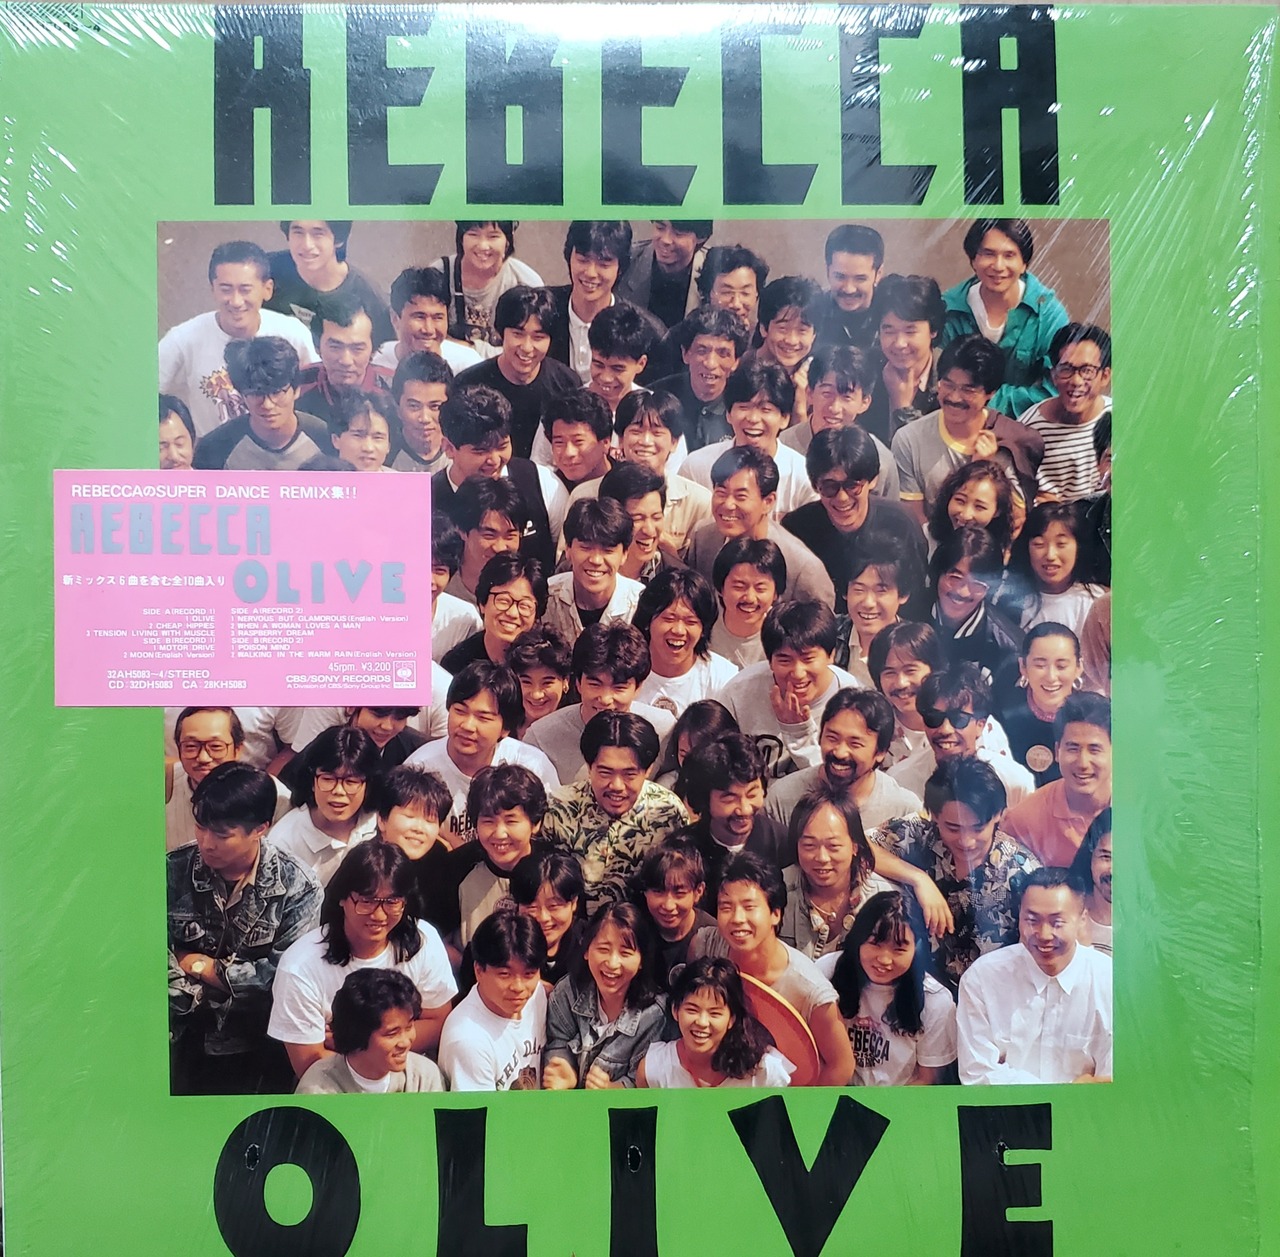 REBECCA
REBECCAのSUPER DANCE REMIX集!!
REBECCA
新ミックス6曲を含む全10曲入り OLIVE
SIDE A (RECORD 1)
1 OLIVE
2 CHEAP HIPPIES
3 TENSION LIVING WITH MUSCLE
SIDE B (RECORD 1)
1 MOTOR DRIVE
2 MOON (English Version)
SIDE A (RECORD 2)
1 NERVOUS BUT GLAMOROUS (English Version)
2 WHEN A WOMAN LOVES A MAN
3 RASPBERRY DREAM
SIDE B (RECORD 2)
1 POISON MIND
2 WALKING IN THE WARM RAIN (English Version)
32AH5083~4/STEREO
CD:32DH5083 CA:28KH5083
45rpm ¥3,200
CBS/SONY RECORDS
A Division of CBS/Sony Group Inc.
CBS
REBECCA
OLIVE